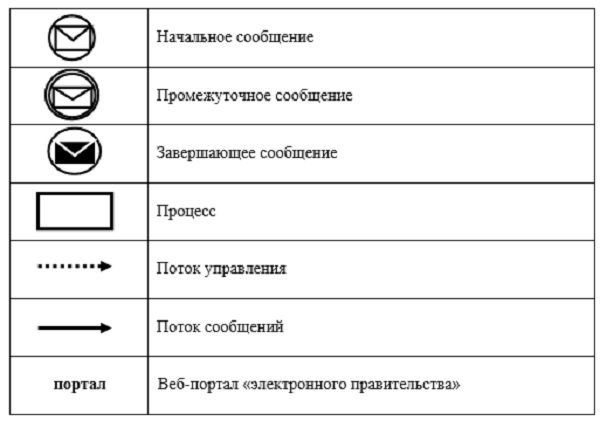 Начальное сообщение
Промежуточное сообщение
Завершающее сообщение
Процесс
Поток управления
Поток сообщений
портал Веб-портал «электронного правительства»